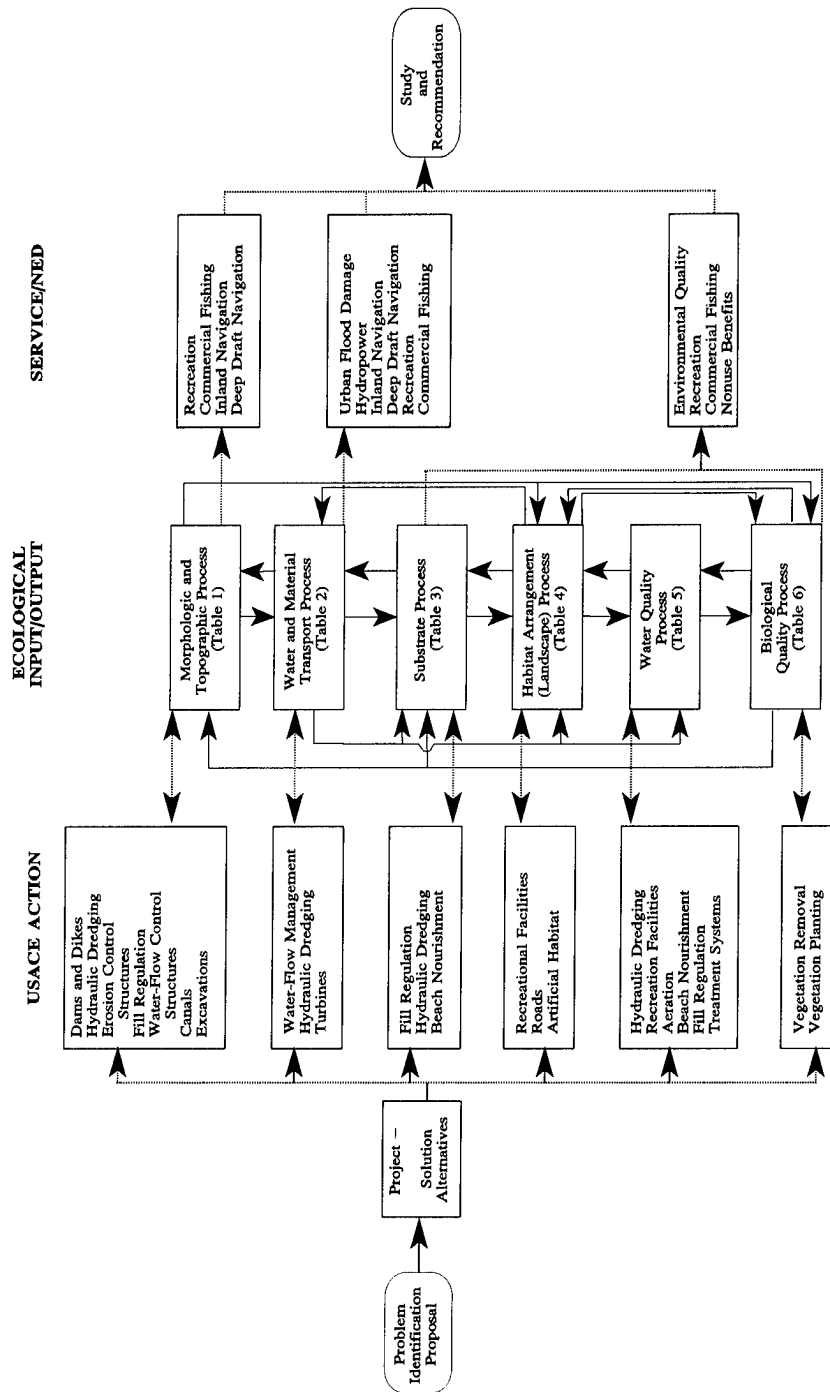 USACE ACTION
ECOLOGICAL
INPUT/OUTPUT
SERVICE/NED
Problem
Identification
Proposal
Project –
Solution
Alternatives
Dams and Dikes
Hydraulic Dredging
Erosion Control
Structures
Fill Regulation
Water-Flow Control
Structures
Canals
Excavations
Water-Flow Management
Hydraulic Dredging
Turbines
Fill Regulation
Hydraulic Dredging
Beach Nourishment
Recreational Facilities
Roads
Artificial Habitat
Hydraulic Dredging
Recreation Facilities
Aeration
Beach Nourishment
Fill Regulation
Treatment Systems
Vegetation Removal
Vegetation Planting
Morphologic and
Topographic Process
(Table 1)
Water and Material
Transport Process
(Table 2)
Substrate Process
(Table 3)
Habitat Arrangement
(Landscape) Process
(Table 4)
Water Quality
Process
(Table 5)
Biological
Quality Process
(Table 6)
Recreation
Commercial Fishing
Inland Navigation
Deep Draft Navigation
Urban Flood Damage
Hydropower
Inland Navigation
Deep Draft Navigation
Recreation
Commercial Fishing
Environmental Quality
Recreation
Commercial Fishing
Nonuse Benefits
Study
and
Recommendation